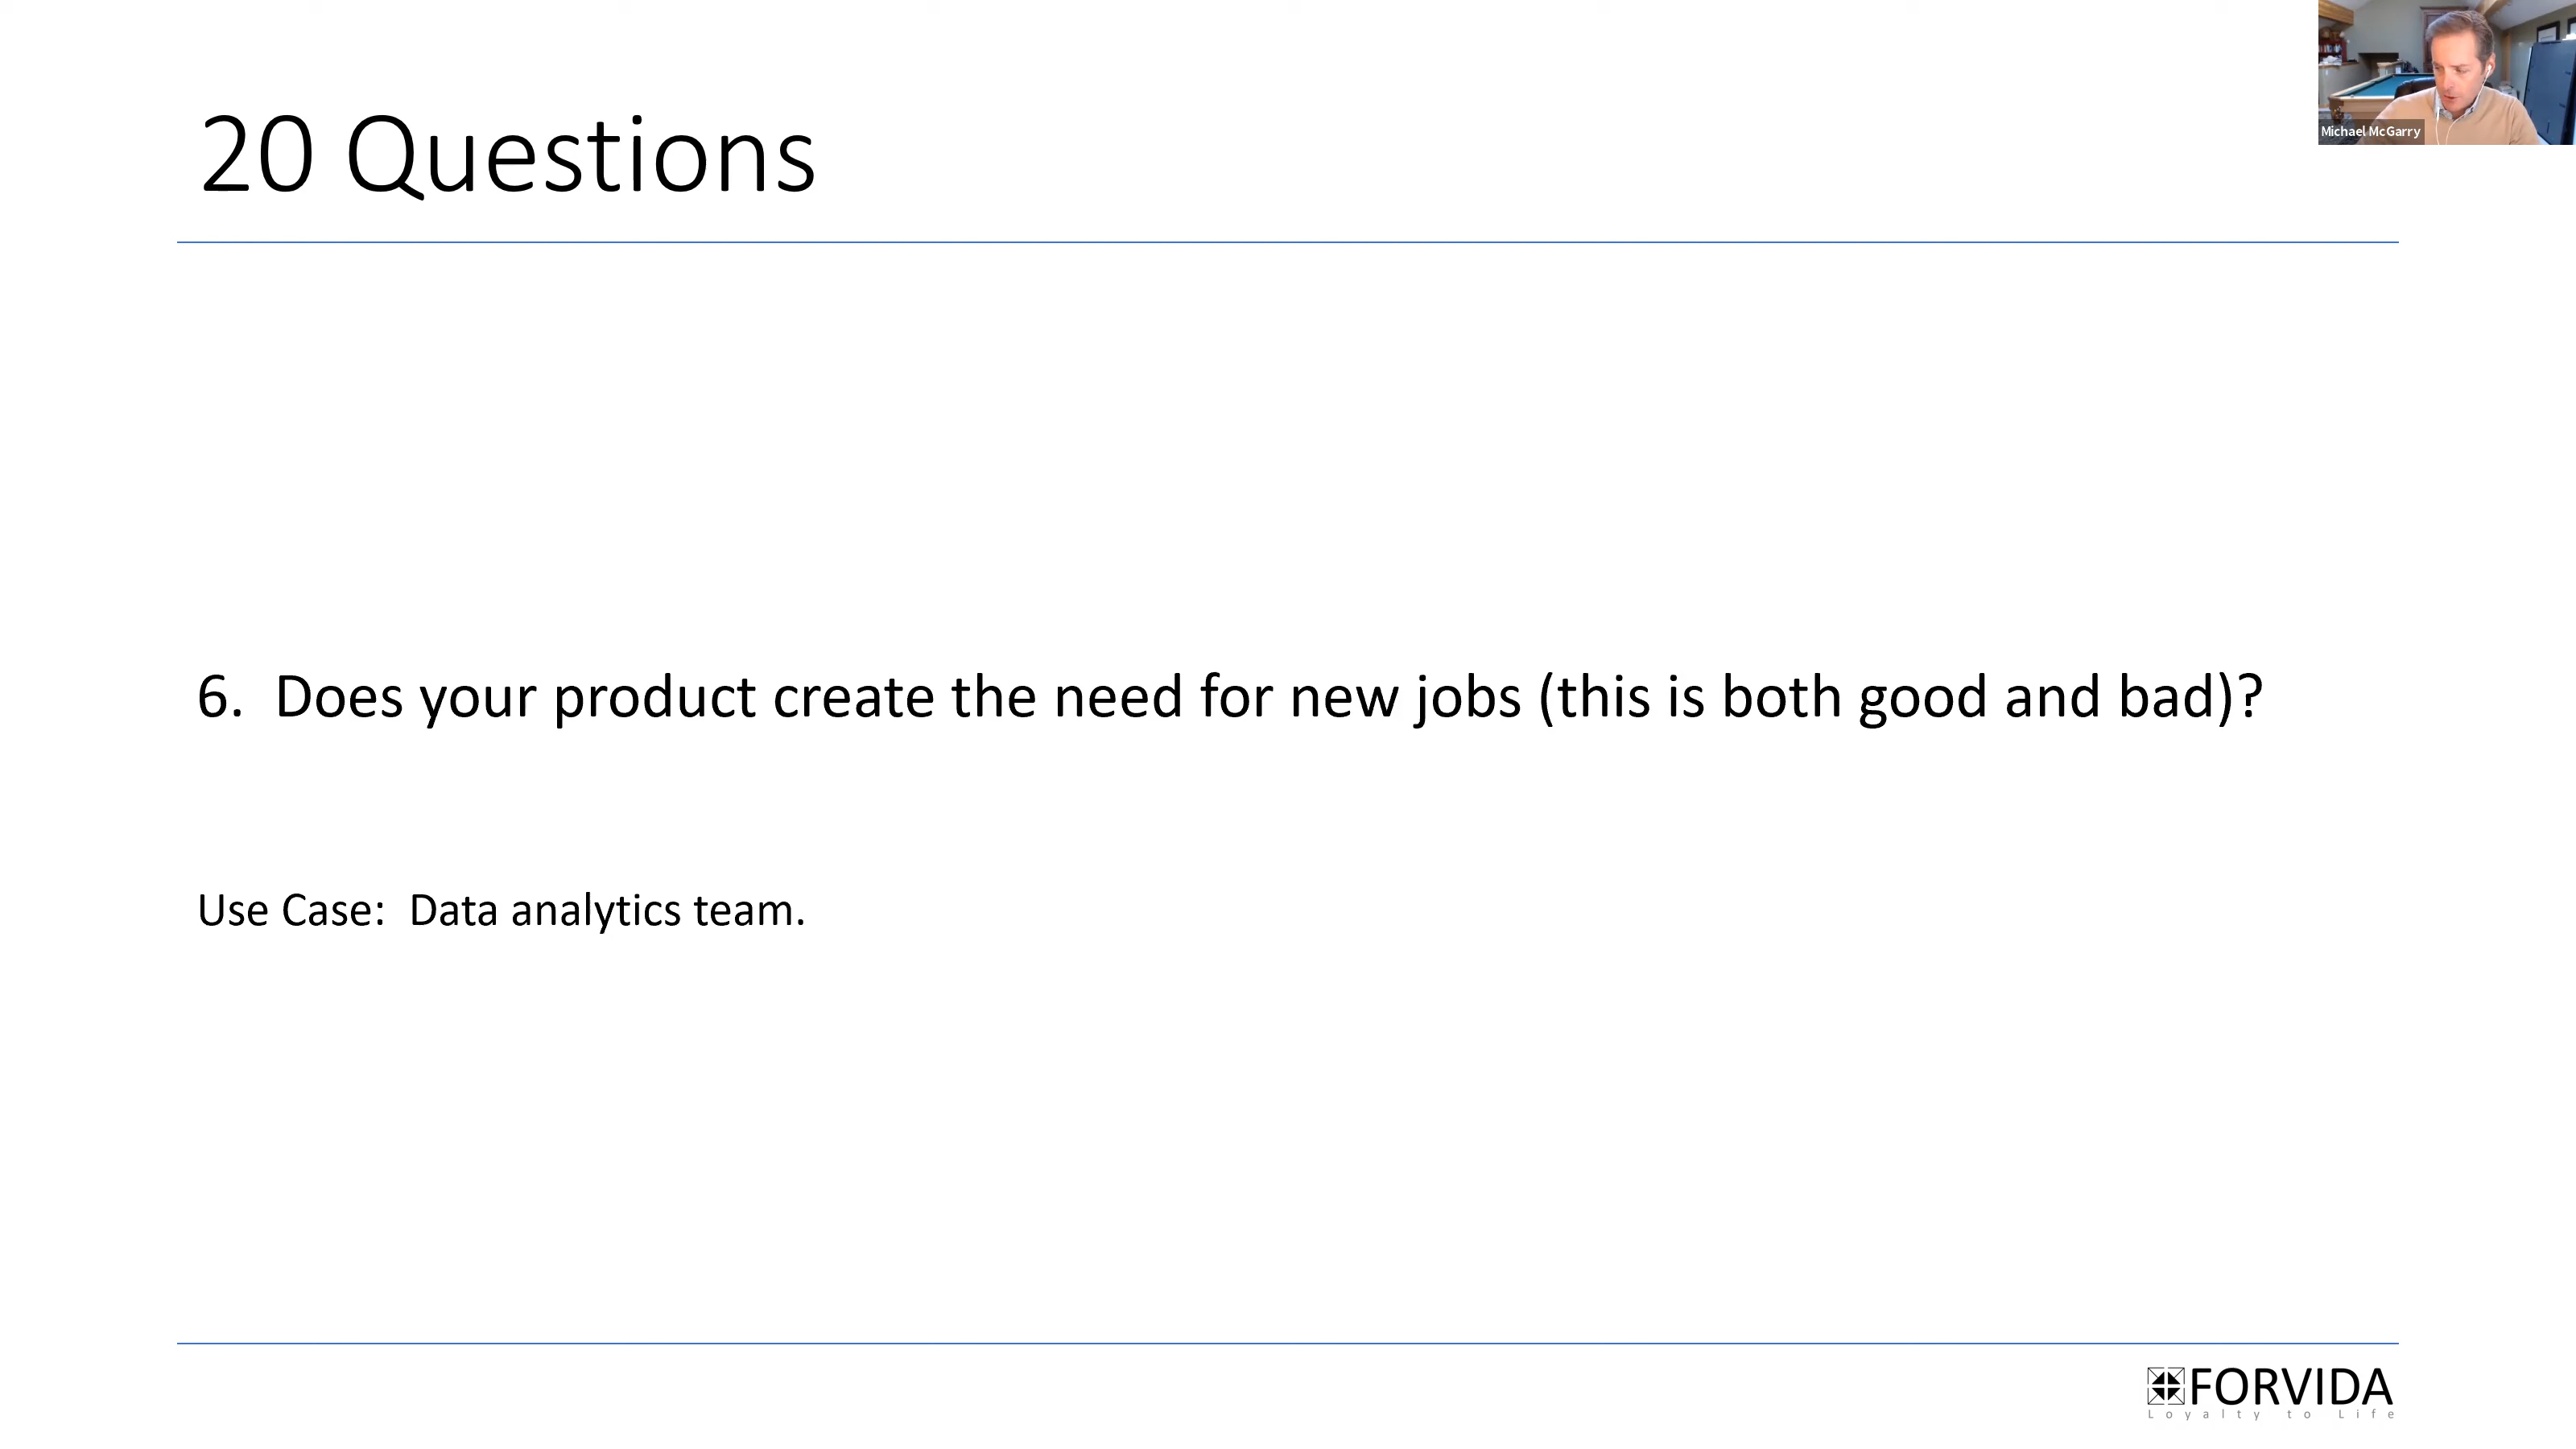 20 Questions
Michael McGarry
6. Does your product create the need for new jobs (this is both good and bad)?
Use Case: Data analytics team.
FORVIDA
Loyalty to Life